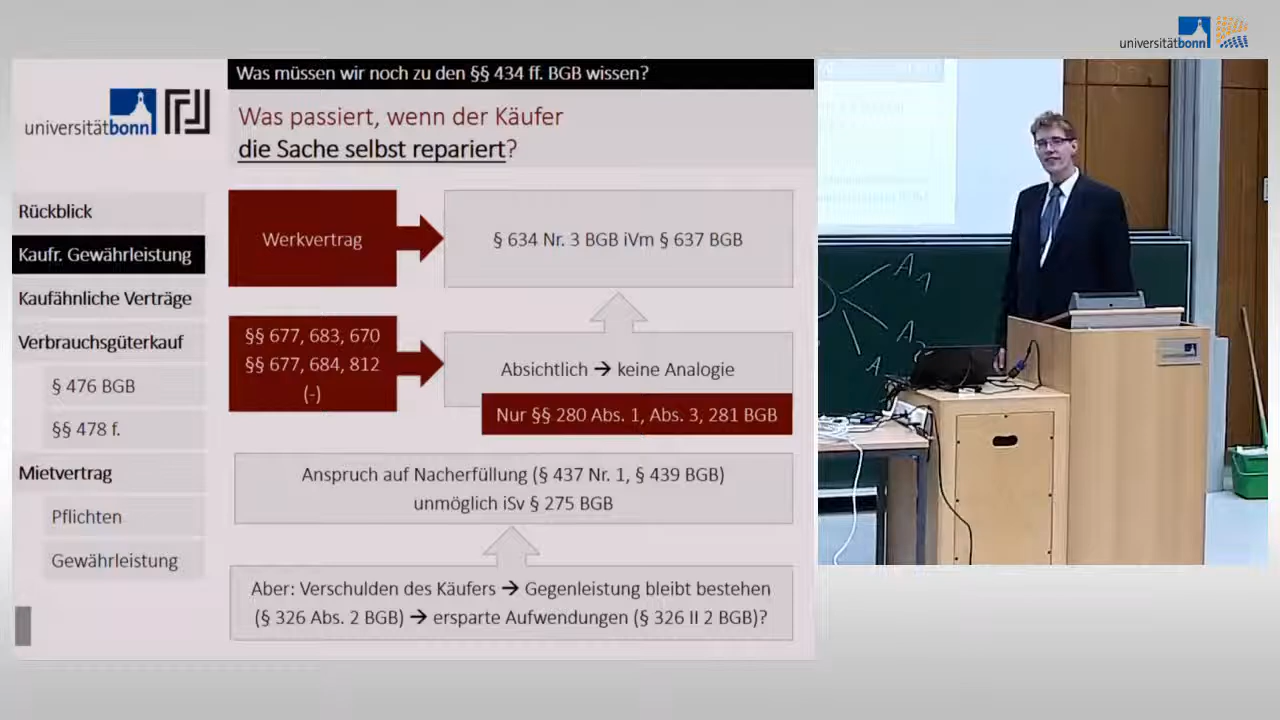 universitätbonn
Was müssen wir noch zu den §§ 434 ff. BGB wissen?
universitätbonn
Was passiert, wenn der Käufer
die Sache selbst repariert?
Rückblick
Kaufr. Gewährleistung
Kaufähnliche Verträge
Verbrauchsgüterkauf
§ 476 BGB
§§ 478 f.
Mietvertrag
Pflichten
Gewährleistung
Werkvertrag
§ 634 Nr. 3 BGB iVm § 637 BGB
§§ 677, 683, 670
§§ 677, 684, 812
(-)
Absichtlich → keine Analogie
Nur §§ 280 Abs. 1, Abs. 3, 281 BGB
Anspruch auf Nacherfüllung (§ 437 Nr. 1, § 439 BGB)
unmöglich iSv § 275 BGB
Aber: Verschulden des Käufers → Gegenleistung bleibt bestehen
(§ 326 Abs. 2 BGB) → ersparte Aufwendungen (§ 326 II 2 BGB)?
A1
A2
A